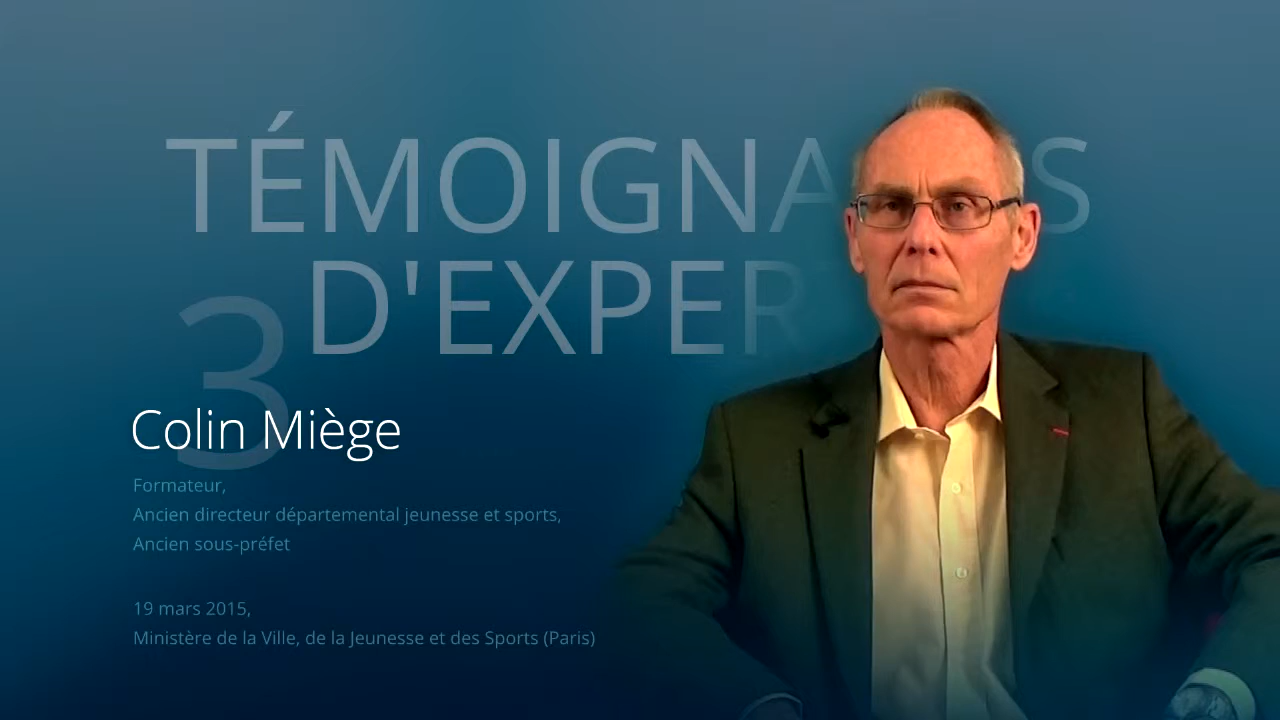 TÉMOIGNA S
D'EXPER
3
Colin Miège
Formateur,
Ancien directeur départemental jeunesse et sports,
Ancien sous-préfet
19 mars 2015,
Ministère de la Ville, de la Jeunesse et des Sports (Paris)